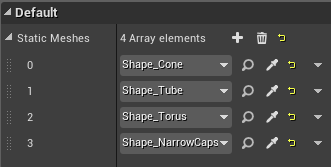 Default
Static Meshes 4 Array elements
0 Shape_Cone
1 Shape_Tube
2 Shape_Torus
3 Shape_NarrowCaps